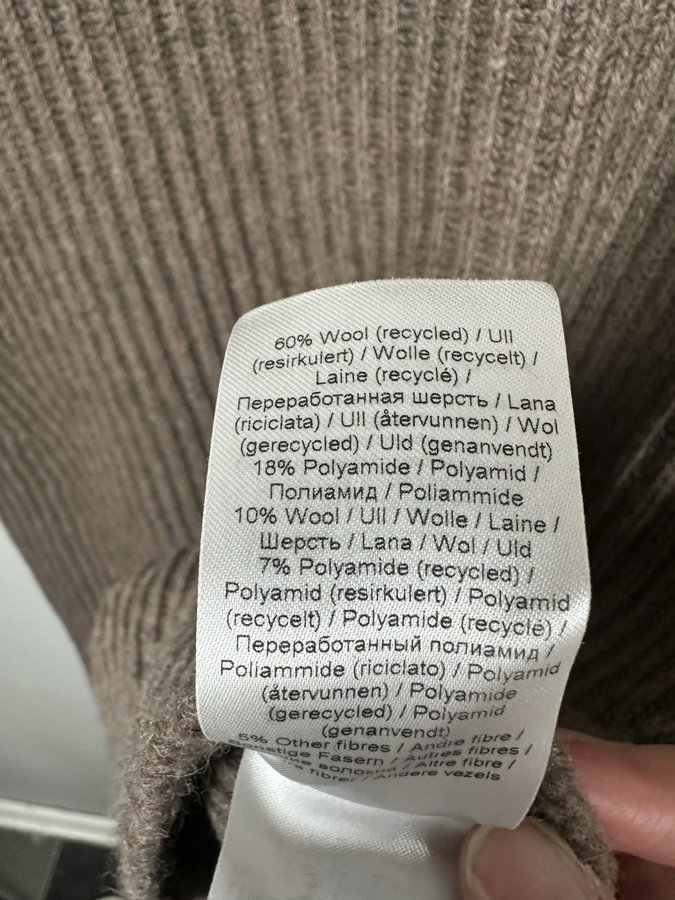 60% Wool (recycled) / Ull
(resirkulert) / Wolle (recycelt) /
Laine (recyclé) /
Переработанная шерсть / Lana
(riciclata) / Ull (återvunnen) / Wol
(gerecycled) / Uld (genanvendt)
18% Polyamide / Polyamid /
Полиамид / Poliammide
10% Wool / Ull / Wolle / Laine /
Шерсть / Lana / Wol / Uld
7% Polyamide (recycled) /
Polyamid (resirkulert) / Polyamid
(recycelt) / Polyamide (recyclé) /
Переработанный полиамид /
Poliammide (riciclato) / Polyamid
(återvunnen) / Polyamide
(gerecycled) / Polyamid
(genanvendt)
5% Other fibres / Andre fibre /
Fasern / Autres fibres /
волокна / Altre fibre /
fibrer / Andere vezels